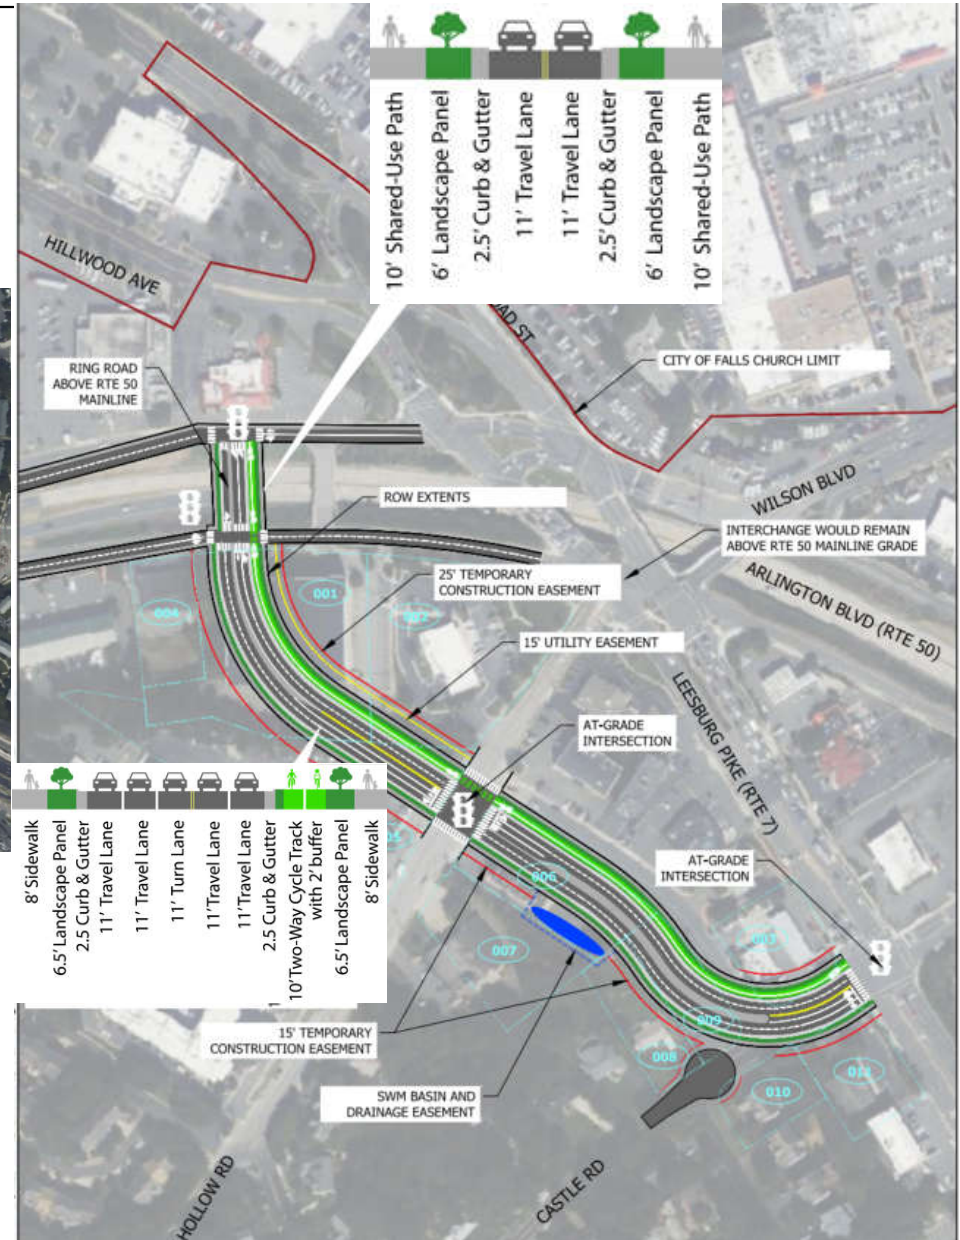 10' Shared-Use Path
6' Landscape Panel
2.5' Curb & Gutter
11' Travel Lane
11' Travel Lane
2.5' Curb & Gutter
6' Landscape Panel
10' Shared-Use Path
HILLWOOD AVE
AD ST
CITY OF FALLS CHURCH LIMIT
RING ROAD
ABOVE RTE 50
MAINLINE
WILSON BLVD
ROW EXTENTS
INTERCHANGE WOULD REMAIN
ABOVE RTE 50 MAINLINE GRADE
ARLINGTON BLVD (RTE 50)
25' TEMPORARY
CONSTRUCTION EASEMENT
001
004
15' UTILITY EASEMENT
LEESBURG PIKE (RTE 7)
AT-GRADE
INTERSECTION
8' Sidewalk
6.5' Landscape Panel
2.5 Curb & Gutter
11' Travel Lane
11' Travel Lane
11' Turn Lane
11'Travel Lane
11'Travel Lane
2.5 Curb & Gutter
10'Two-Way Cycle Track
with 2' buffer
6.5' Landscape Panel
8' Sidewalk
AT-GRADE
INTERSECTION
006
007
009
008
010
15' TEMPORARY
CONSTRUCTION EASEMENT
SWM BASIN AND
DRAINAGE EASEMENT
HOLLOW RD
CASTLE RD